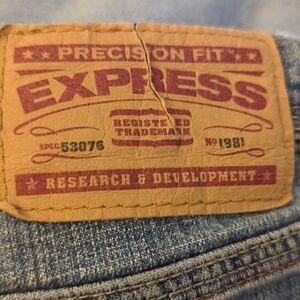 PRECISION FIT™
EXPRESS
REGISTERED
TRADEMARK
SPEC. 53076 Nº 1981
RESEARCH & DEVELOPMENT